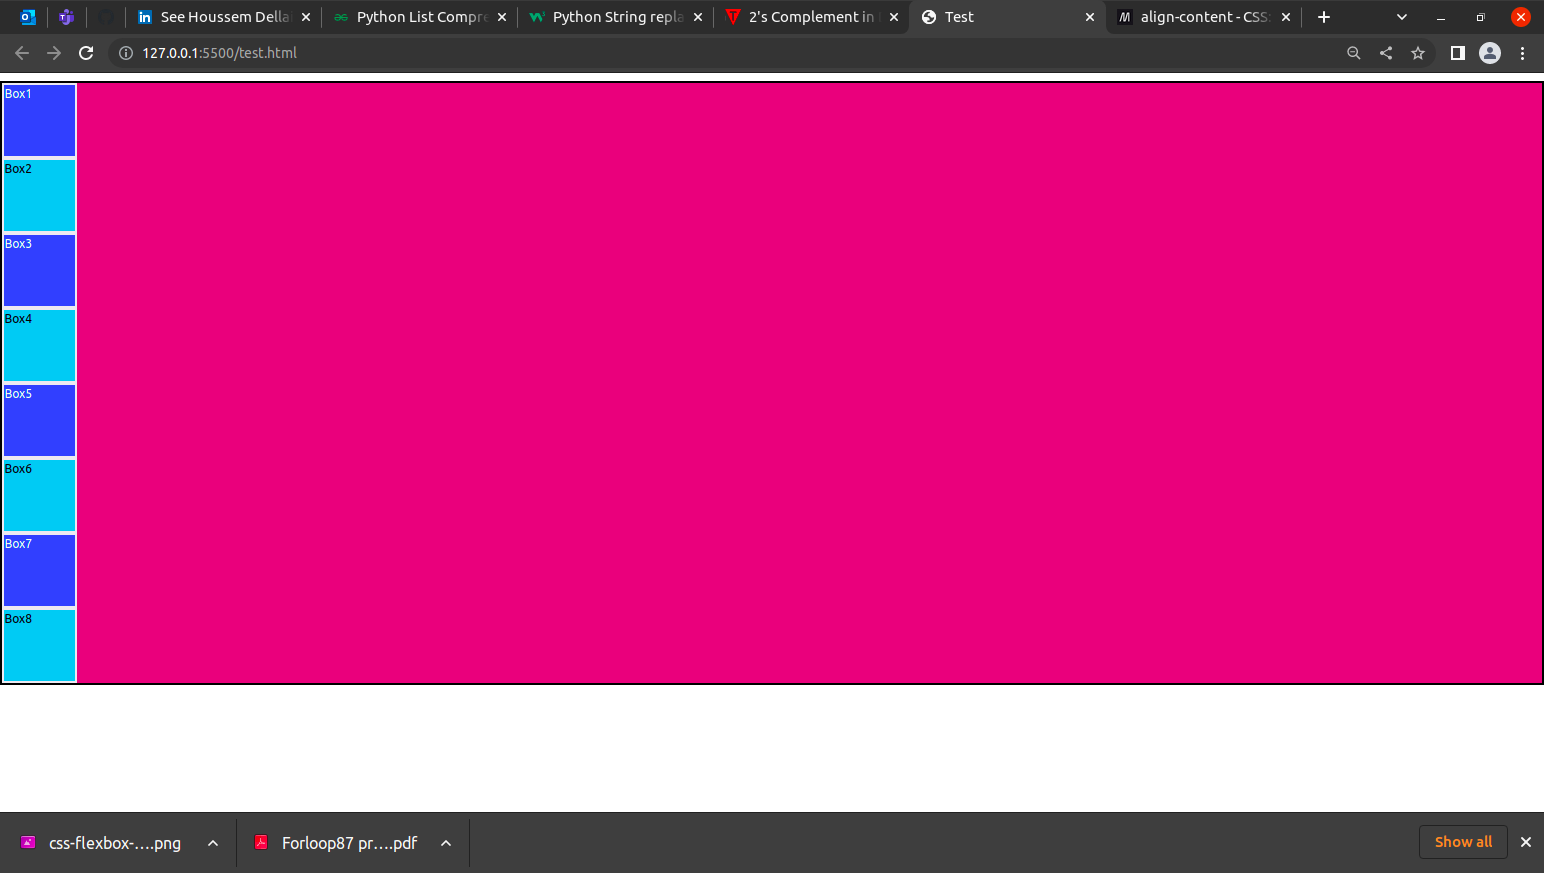 See Houssem Della
Python List Compre
Python String repla
2's Complement in
Test
align-content - CSS:
127.0.0.1:5500/test.html
Box1
Box2
Box3
Box4
Box5
Box6
Box7
Box8
css-flexbox-....png
Forloop87 pr....pdf
Show all